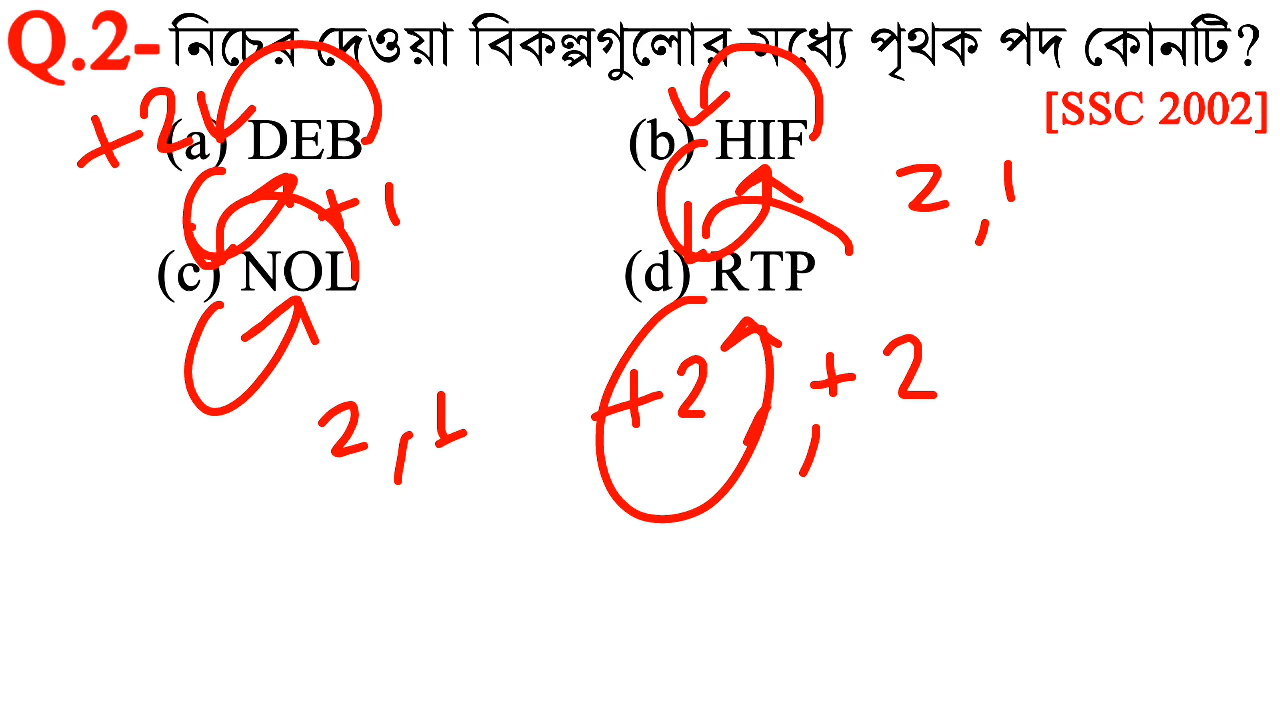 Q.2- নিচের দেওয়া বিকল্পগুলোর মধ্যে পৃথক পদ কোনটি?
[SSC 2002]
+2 (a) DEB (b) HIF
+1 2,1
(c) NOL (d) RTP
2,1 +2, +2